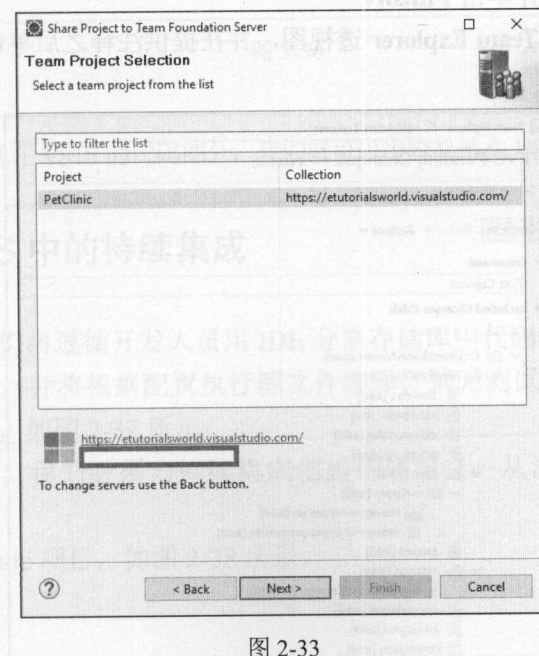 Share Project to Team Foundation Server
Team Project Selection
Select a team project from the list
Type to filter the list
Project Collection
PetClinic https://etutorialsworld.visualstudio.com/
https://etutorialsworld.visualstudio.com/
To change servers use the Back button.
< Back Next > Finish Cancel
图 2-33